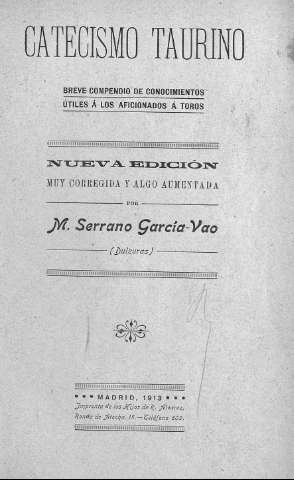 CATECISMO TAURINO
BREVE COMPENDIO DE CONOCIMIENTOS
ÚTILES Á LOS AFICIONADOS Á TOROS
NUEVA EDICIÓN
MUY CORREGIDA Y ALGO AUMENTADA
POR
M. Serrano García-Vao
(Dulzuras)
MADRID, 1913
Imprenta de los Hijos de R. Álvarez,
Ronda de Atocha, 15.—Teléfono 809.